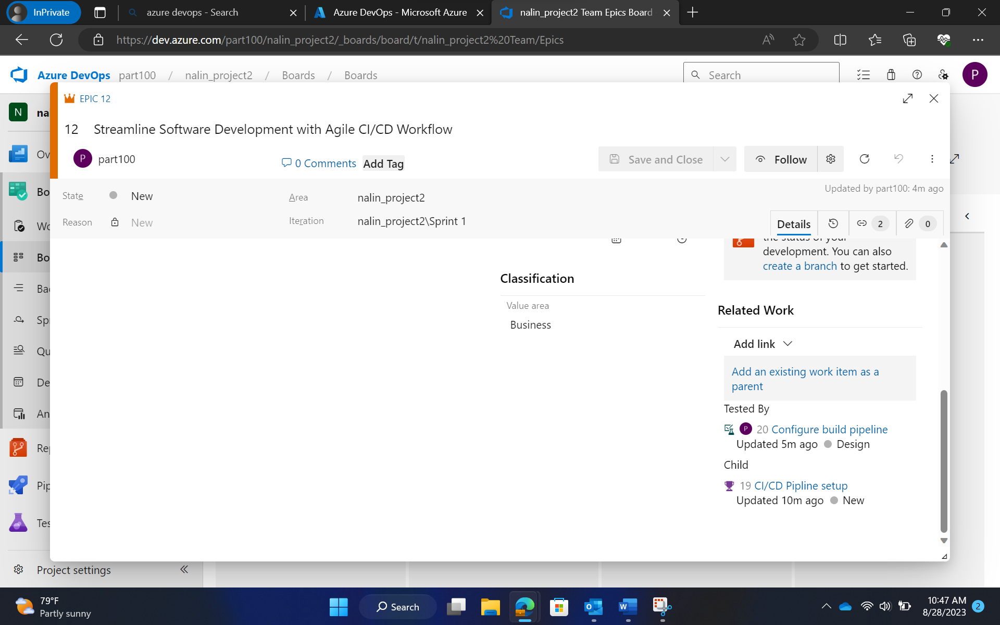 InPrivate
azure devops - Search
Azure DevOps - Microsoft Azure
nalin_project2 Team Epics Board
https://dev.azure.com/part100/nalin_project2/_boards/board/t/nalin_project2%20Team/Epics
Azure DevOps part100 / nalin_project2 / Boards / Boards
Search
P
N na
EPIC 12
12 Streamline Software Development with Agile CI/CD Workflow
P part100
0 Comments Add Tag
Save and Close
Follow
Updated by part100: 4m ago
State New
Area nalin_project2
Reason New
Iteration nalin_project2\Sprint 1
Details 2 0
Ov
Bo
Wo
Bo
Bac
Spr
Qu
De
An
Rep
Pip
Tes
Project settings
the status of your
development. You can also
create a branch to get started.
Classification
Value area
Business
Related Work
Add link
Add an existing work item as a
parent
Tested By
P 20 Configure build pipeline
Updated 5m ago Design
Child
19 CI/CD Pipline setup
Updated 10m ago New
79°F
Partly sunny
Search
10:47 AM
8/28/2023
2